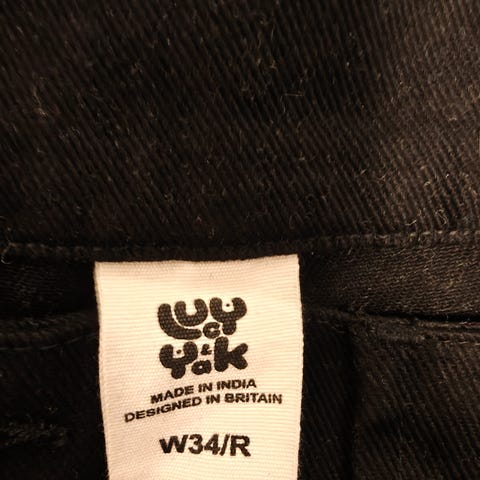 Lucy
&
Yak
MADE IN INDIA
DESIGNED IN BRITAIN
W34/R